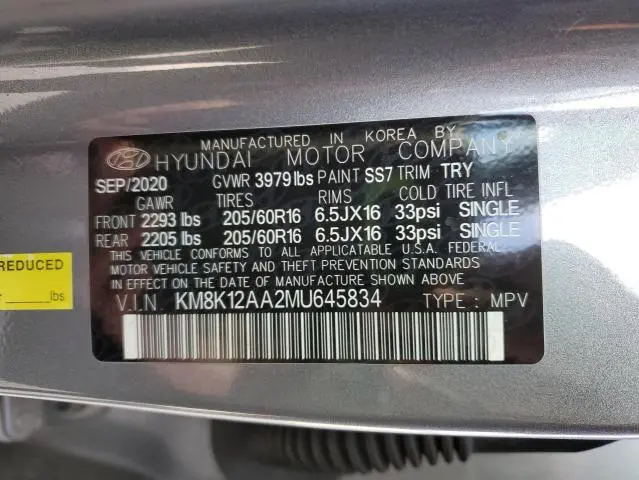 MANUFACTURED IN KOREA BY
HYUNDAI MOTOR COMPANY
SEP/2020 GVWR 3979 lbs PAINT SS7 TRIM TRY
GAWR TIRES RIMS COLD TIRE INFL
FRONT 2293 lbs 205/60R16 6.5JX16 33psi SINGLE
REAR 2205 lbs 205/60R16 6.5JX16 33psi SINGLE
THIS VEHICLE CONFORMS TO ALL APPLICABLE U.S.A. FEDERAL
MOTOR VEHICLE SAFETY, BUMPER, AND THEFT PREVENTION STANDARDS
IN EFFECT ON THE DATE OF MANUFACTURE SHOWN ABOVE
V.I.N. KM8K12AA2MU645834 TYPE : MPV
REDUCED
lbs.